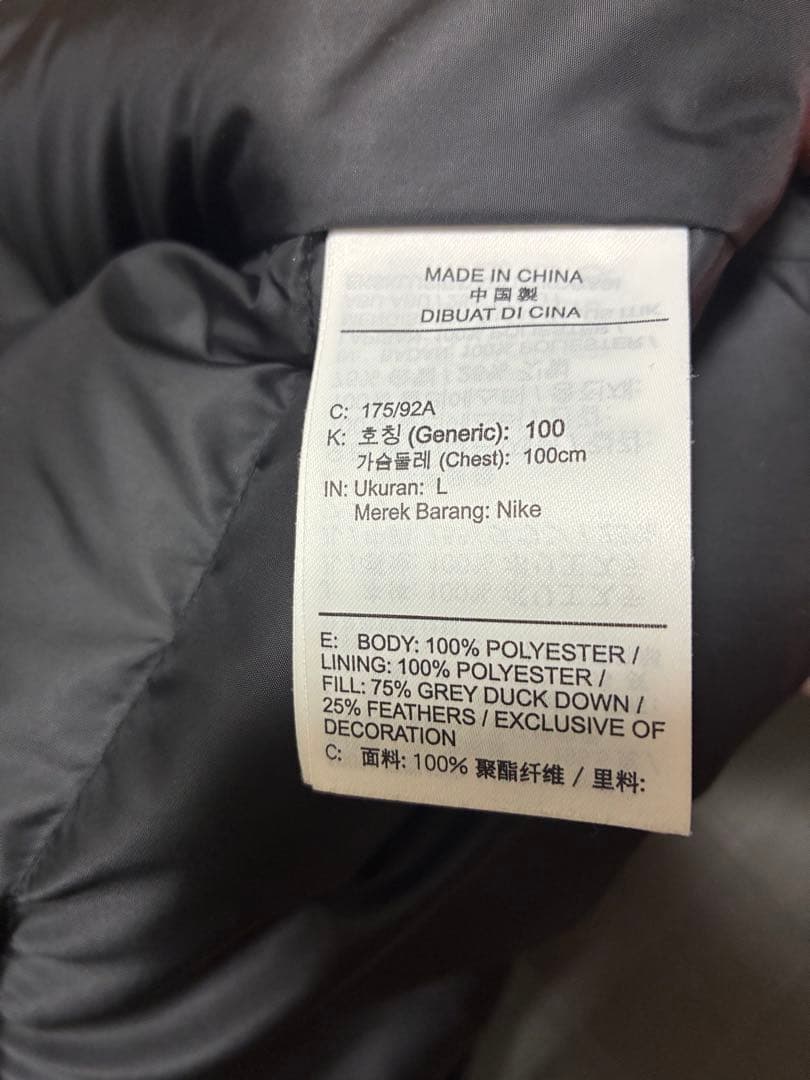 MADE IN CHINA
中国製
DIBUAT DI CINA
C: 175/92A
K: 호칭 (Generic): 100
가슴둘레 (Chest): 100cm
IN: Ukuran: L
Merek Barang: Nike
E: BODY: 100% POLYESTER /
LINING: 100% POLYESTER /
FILL: 75% GREY DUCK DOWN /
25% FEATHERS / EXCLUSIVE OF
DECORATION
C: 面料: 100% 聚酯纤维 / 里料: